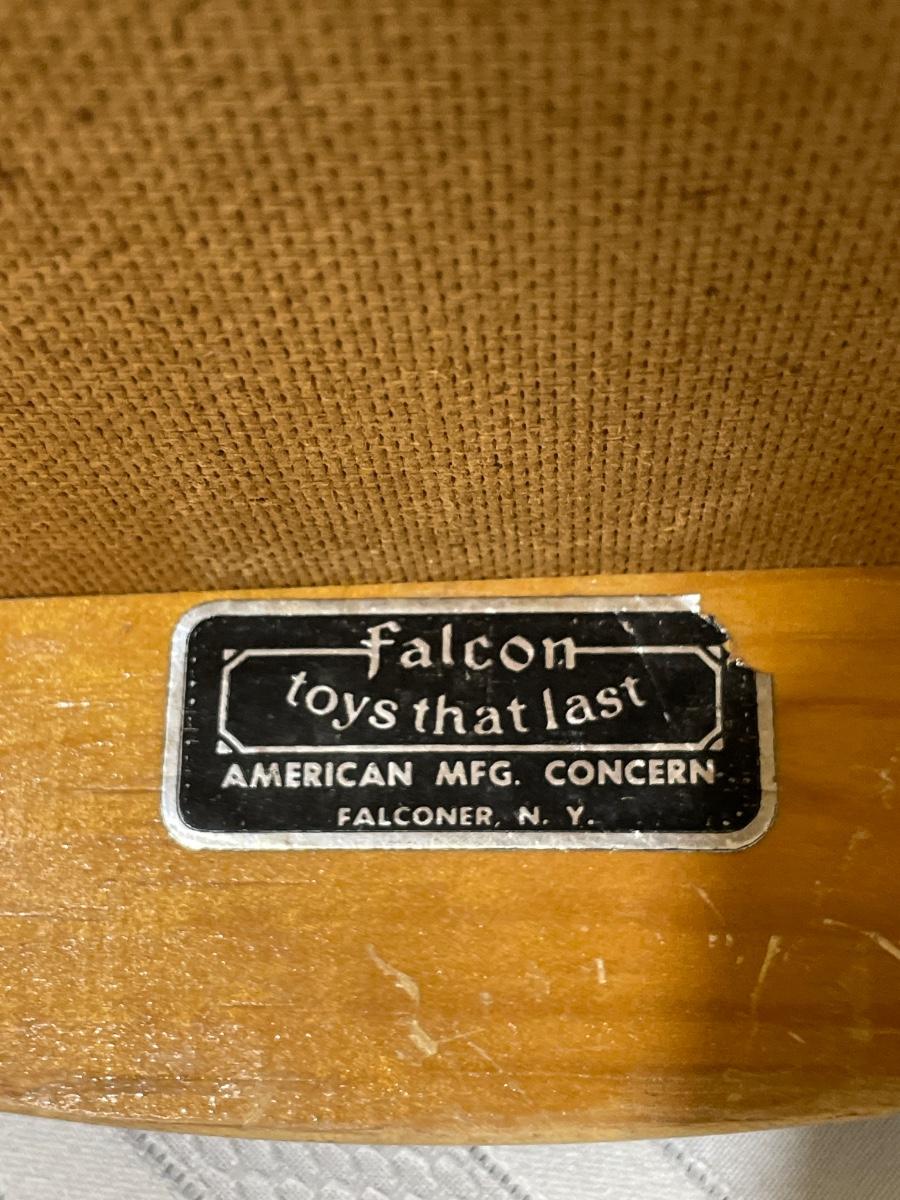 falcon
toys that last
AMERICAN MFG. CONCERN
FALCONER, N. Y.